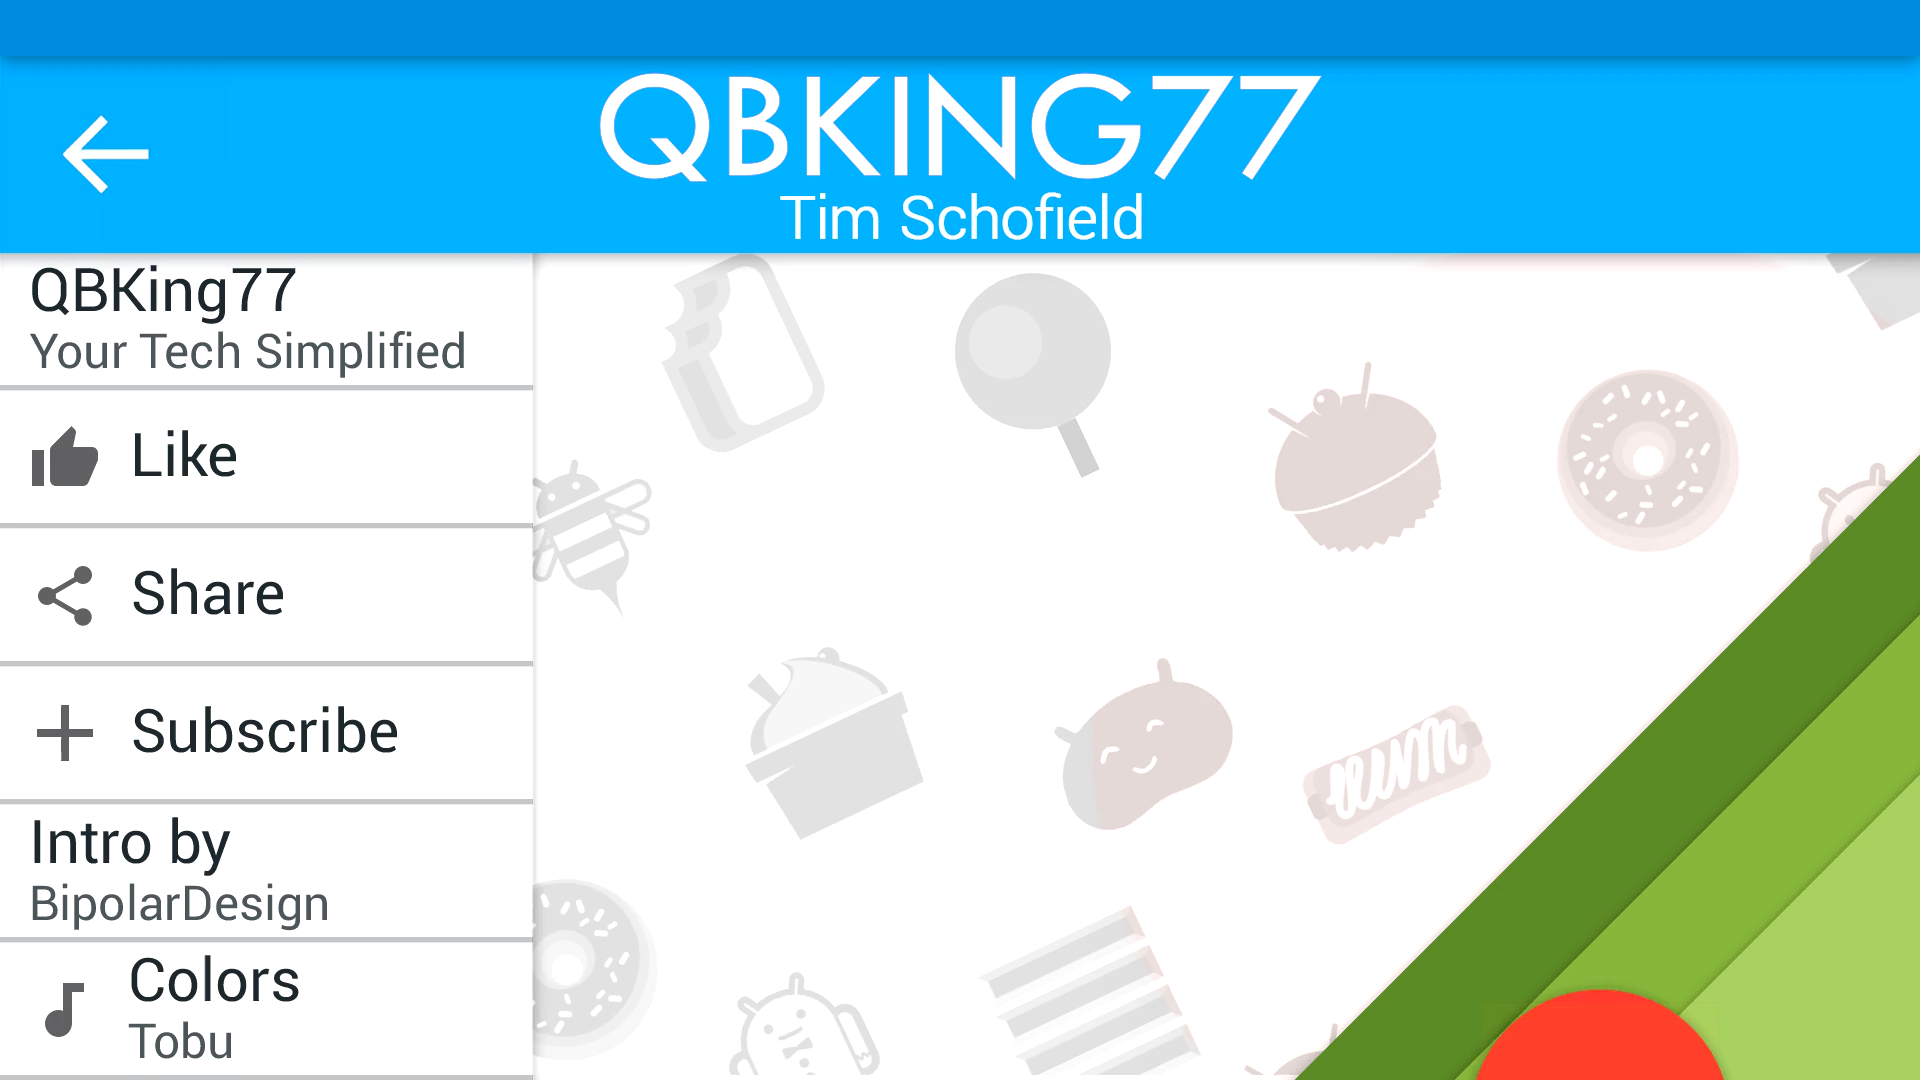 QBKING77
Tim Schofield
QBKing77
Your Tech Simplified
Like
Share
Subscribe
Intro by
BipolarDesign
Colors
Tobu